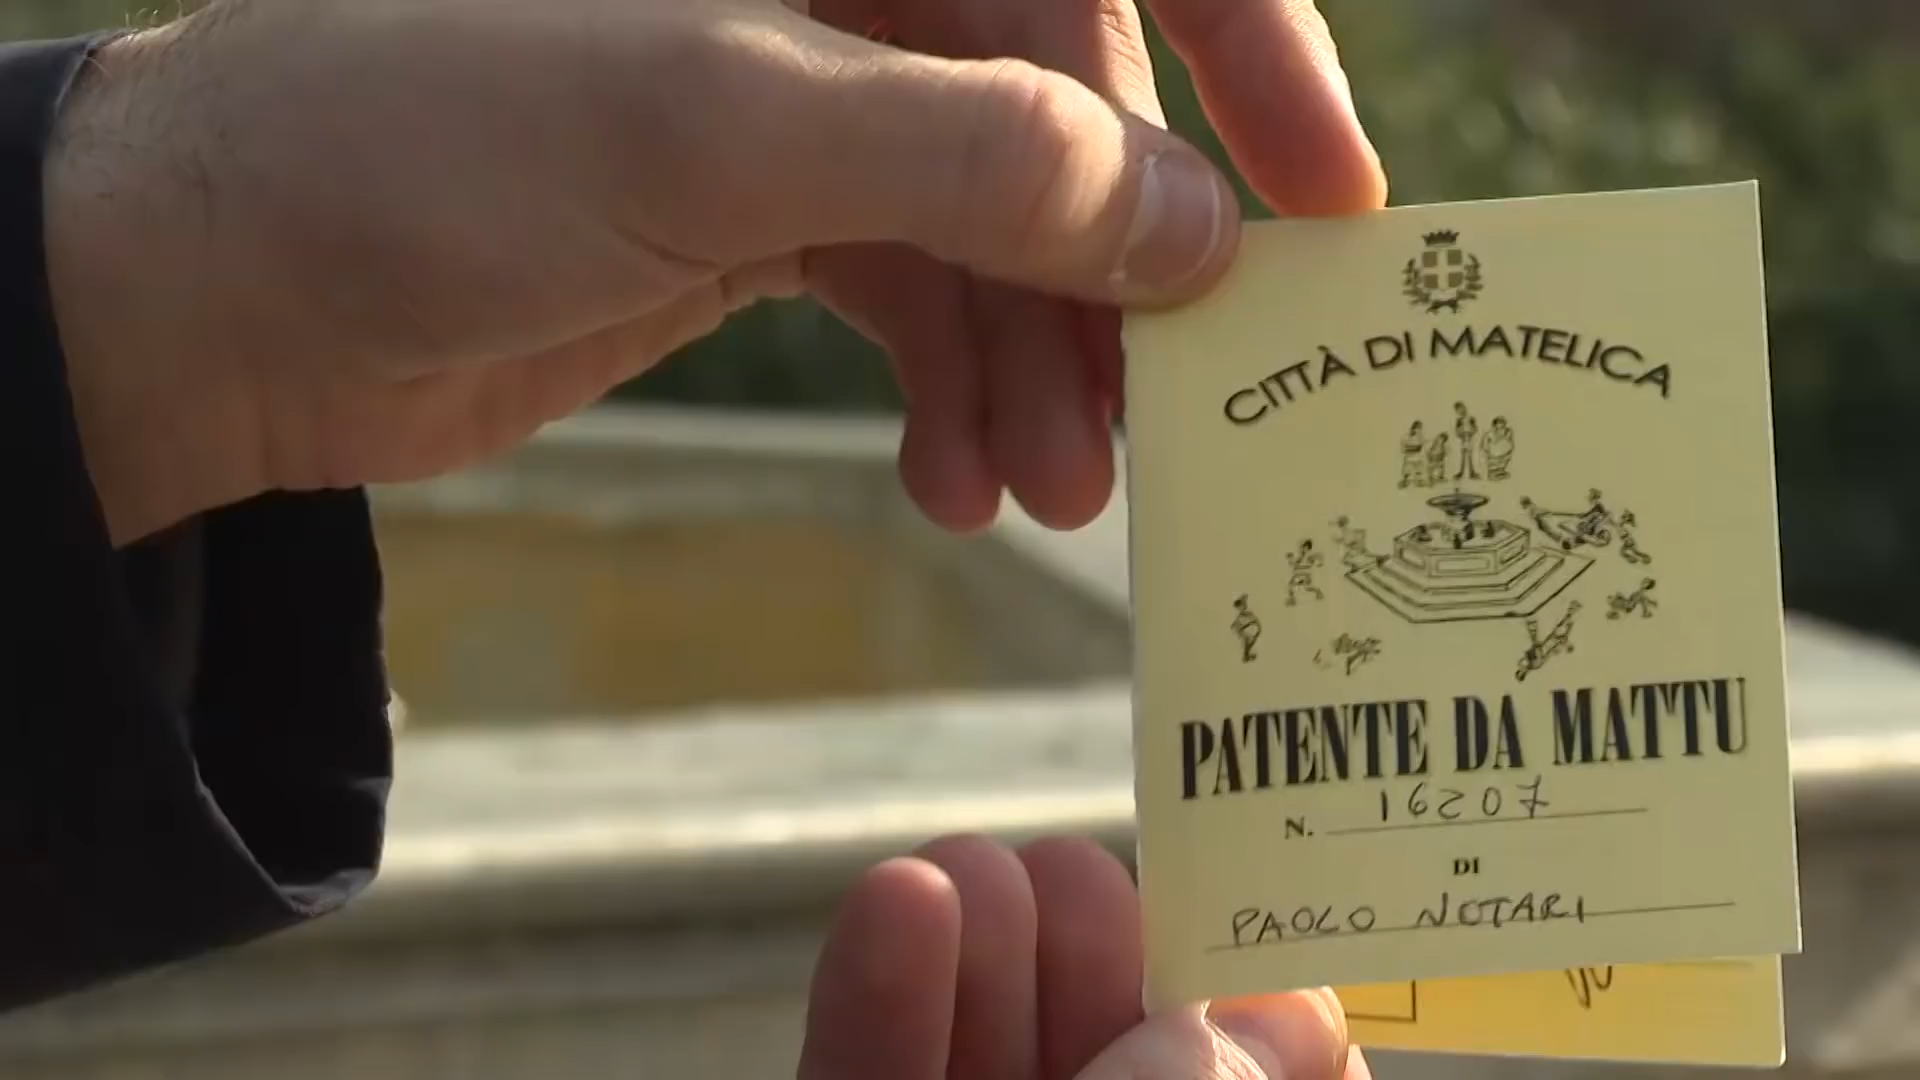 CITTÀ DI MATELICA
PATENTE DA MATTU
N. 16207
DI
PAOLO NOTARI